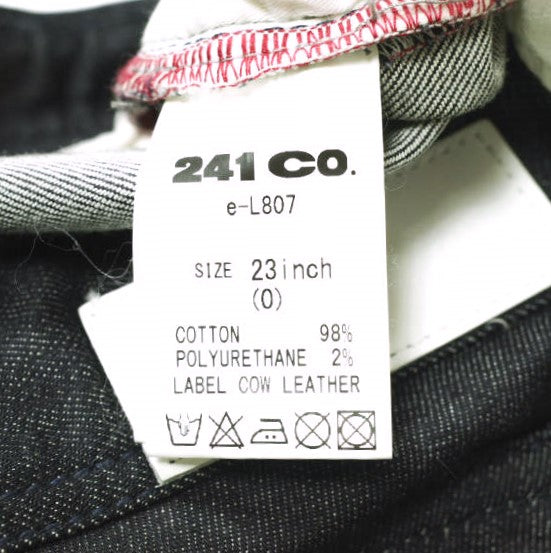 241 CO.
e-L807
SIZE 23inch
(0)
COTTON 98%
POLYURETHANE 2%
LABEL COW LEATHER